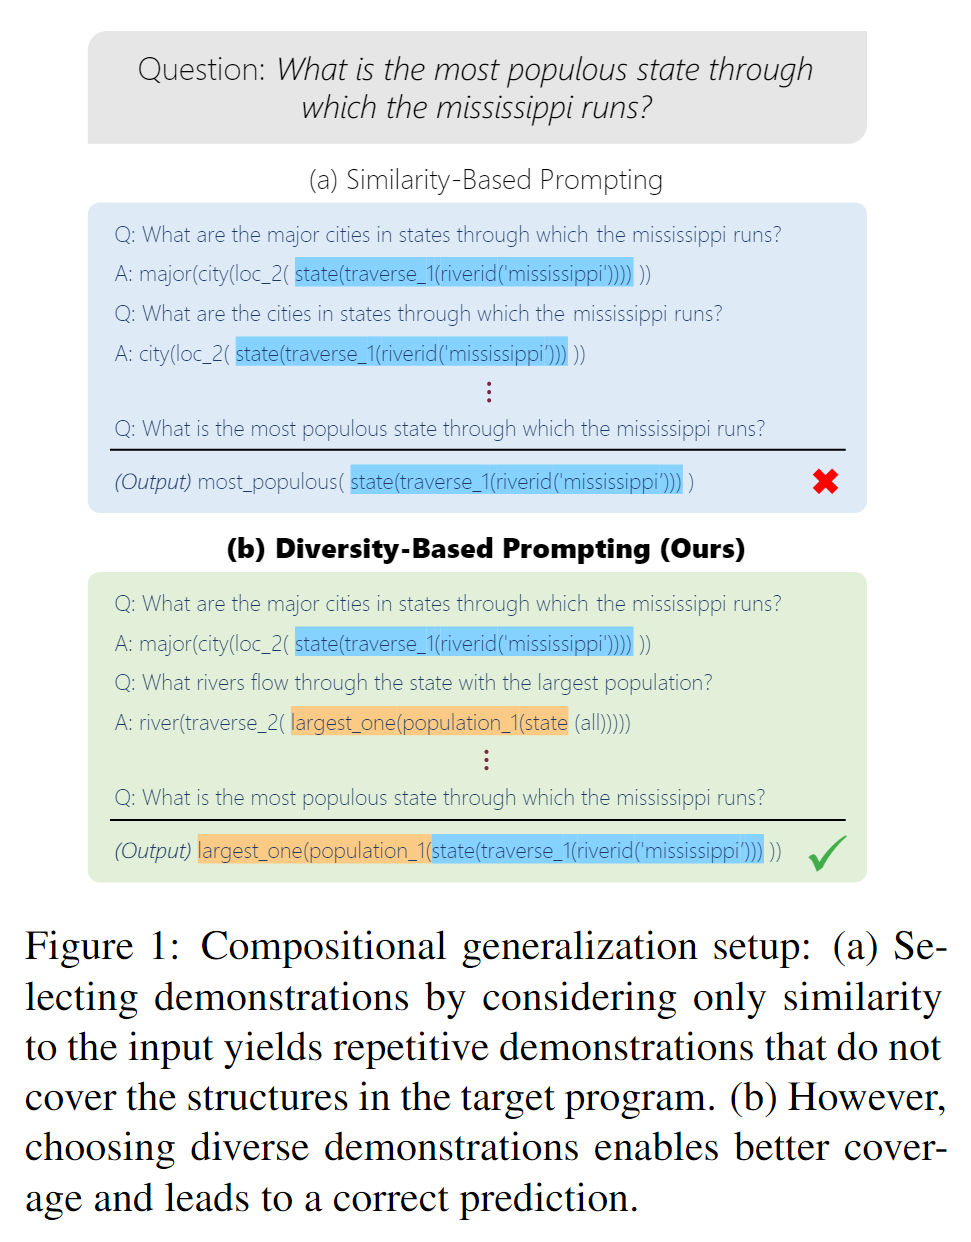 Question: What is the most populous state through
which the mississippi runs?
(a) Similarity-Based Prompting
Q: What are the major cities in states through which the mississippi runs?
A: major(city(loc_2( state(traverse_1(riverid('mississippi')))) ))
Q: What are the cities in states through which the mississippi runs?
A: city(loc_2( state(traverse_1(riverid('mississippi’))) ))
⋮
Q: What is the most populous state through which the mississippi runs?
(Output) most_populous( state(traverse_1(riverid('mississippi’))) )
✖
(b) Diversity-Based Prompting (Ours)
Q: What are the major cities in states through which the mississippi runs?
A: major(city(loc_2( state(traverse_1(riverid('mississippi')))) ))
Q: What rivers flow through the state with the largest population?
A: river(traverse_2( largest_one(population_1(state (all)))))
⋮
Q: What is the most populous state through which the mississippi runs?
(Output) largest_one(population_1(state(traverse_1(riverid('mississippi’))) ))
✓
Figure 1: Compositional generalization setup: (a) Se-
lecting demonstrations by considering only similarity
to the input yields repetitive demonstrations that do not
cover the structures in the target program. (b) However,
choosing diverse demonstrations enables better cover-
age and leads to a correct prediction.